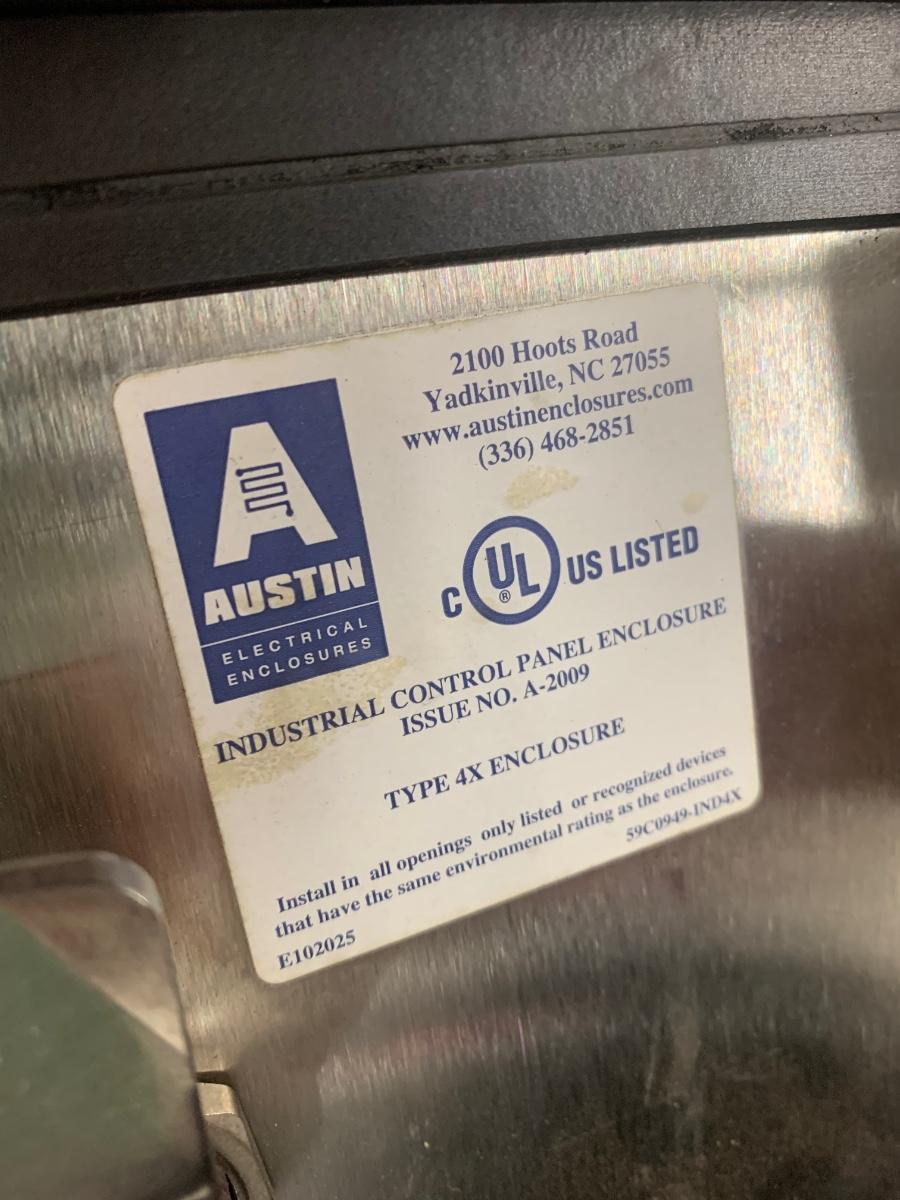 2100 Hoots Road
Yadkinville, NC 27055
www.austinenclosures.com
(336) 468-2851
A
AUSTIN
ELECTRICAL
ENCLOSURES
C UL ® US LISTED
INDUSTRIAL CONTROL PANEL ENCLOSURE
ISSUE NO. A-2009
TYPE 4X ENCLOSURE
Install in all openings only listed or recognized devices
that have the same environmental rating as the enclosure.
59C0949-IND4X
E102025